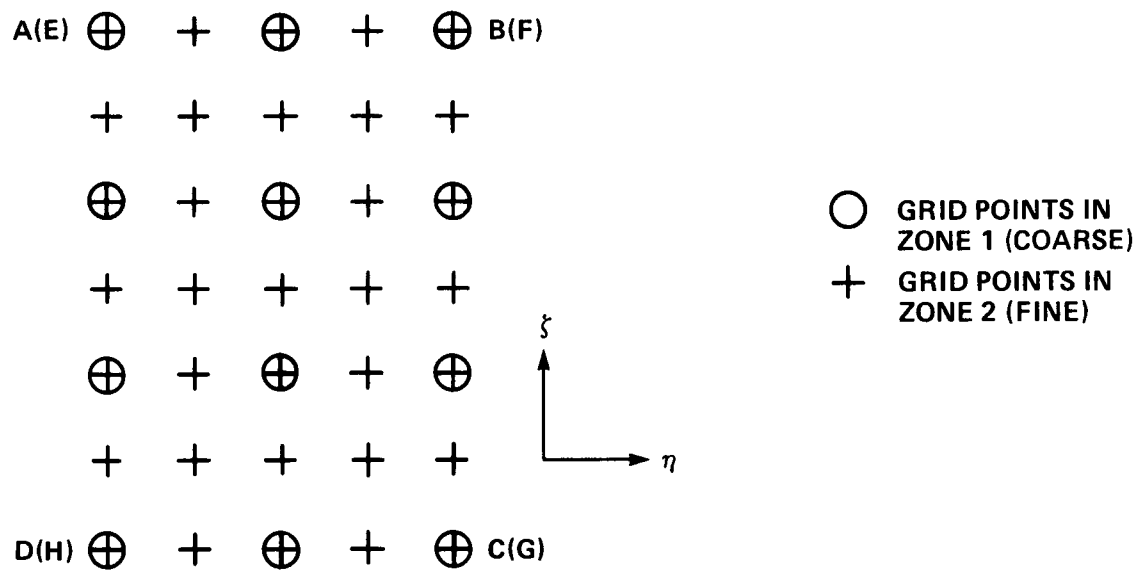 A(E)
B(F)
GRID POINTS IN
ZONE 1 (COARSE)
GRID POINTS IN
ZONE 2 (FINE)
ζ
η
D(H)
C(G)